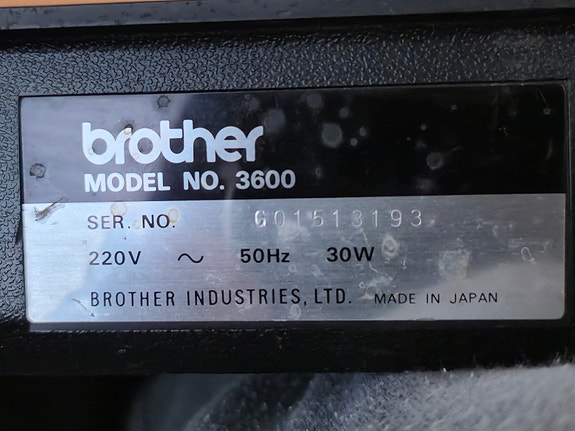 brother
MODEL NO. 3600
SER. NO. G01513193
220V ~ 50Hz 30W
BROTHER INDUSTRIES, LTD. MADE IN JAPAN